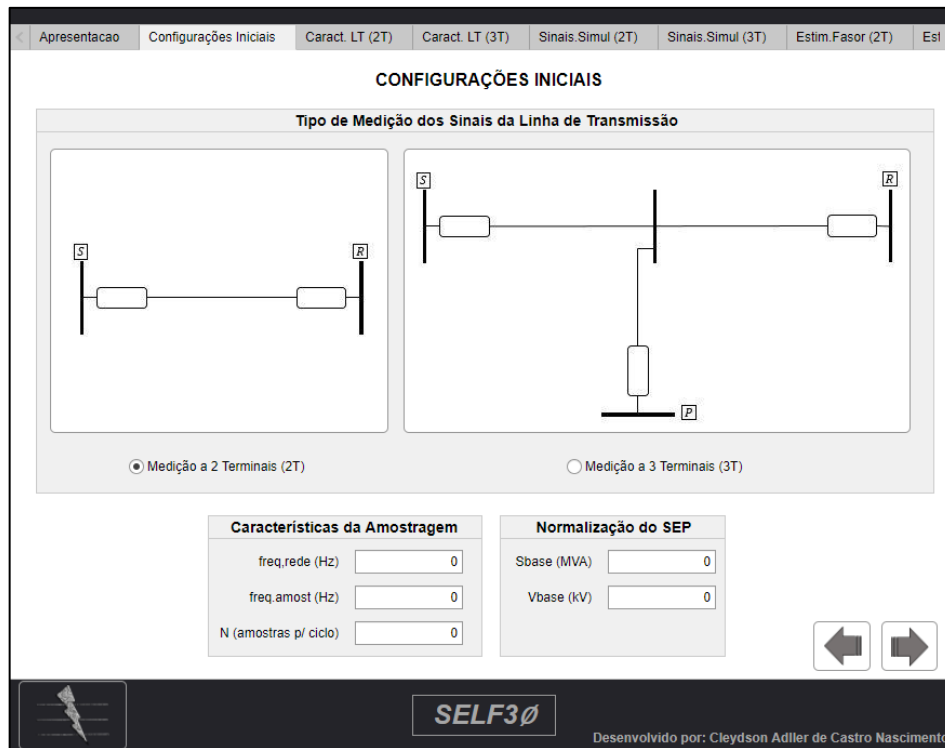 Apresentacao Configurações Iniciais Caract. LT (2T) Caract. LT (3T) Sinais.Simul (2T) Sinais.Simul (3T) Estim.Fasor (2T)
CONFIGURAÇÕES INICIAIS
Tipo de Medição dos Sinais da Linha de Transmissão
S
R
S
R
P
Medição a 2 Terminais (2T)
Medição a 3 Terminais (3T)
Características da Amostragem
freq,rede (Hz) 0
freq.amost (Hz) 0
N (amostras p/ ciclo) 0
Normalização do SEP
Sbase (MVA) 0
Vbase (kV) 0
SELF3Ø
Desenvolvido por: Cleydson Adller de Castro Nascimento